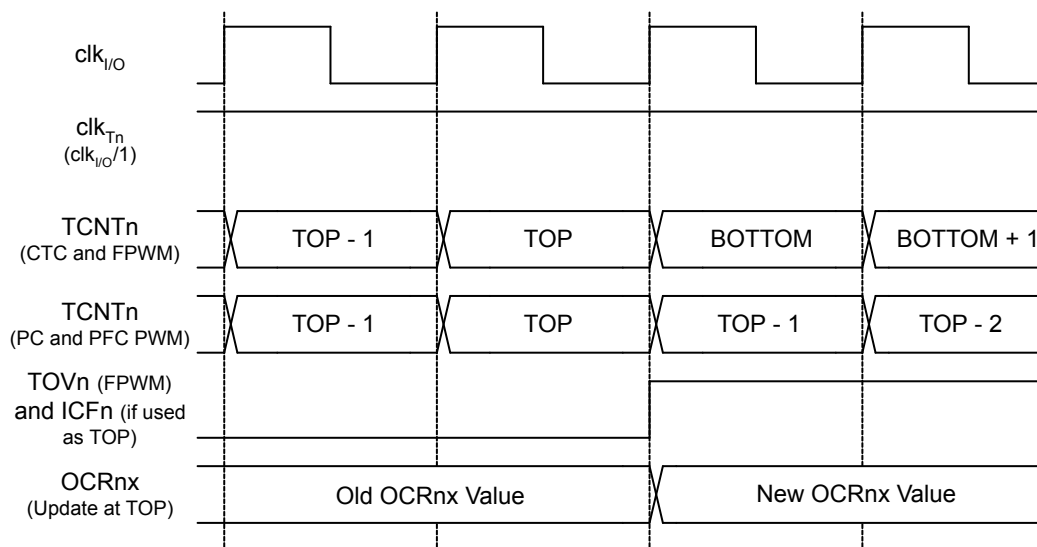 clkI/O
clkTn
(clkI/O/1)
TCNTn
(CTC and FPWM)
TOP - 1
TOP
BOTTOM
BOTTOM + 1
TCNTn
(PC and PFC PWM)
TOP - 1
TOP
TOP - 1
TOP - 2
TOVn (FPWM)
and ICFn (if used
as TOP)
OCRnx
(Update at TOP)
Old OCRnx Value
New OCRnx Value